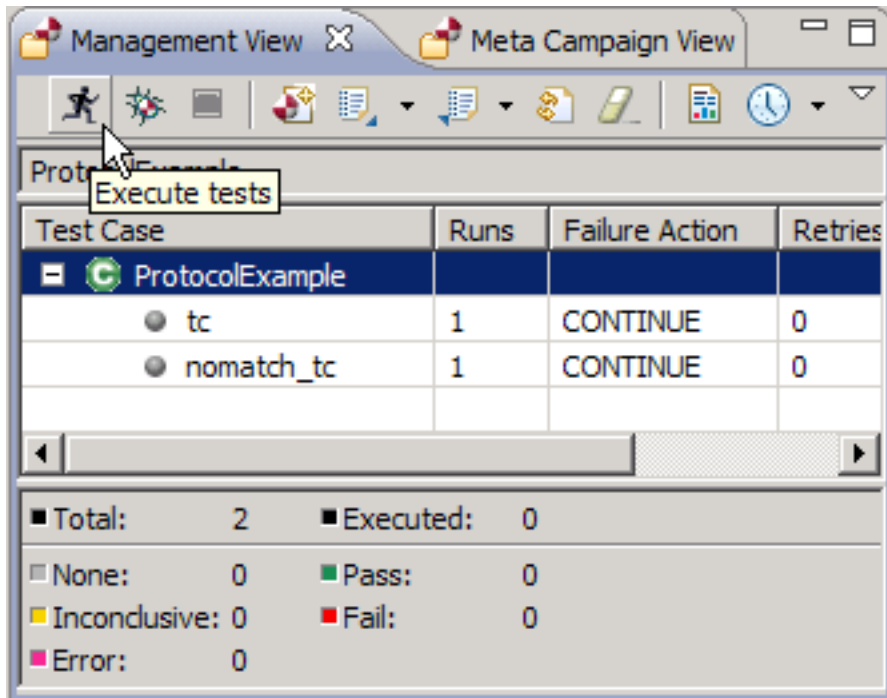 Management View
Meta Campaign View
ProtocolExample
Execute tests
Test Case Runs Failure Action Retries
ProtocolExample
tc 1 CONTINUE 0
nomatch_tc 1 CONTINUE 0
Total: 2 Executed: 0
None: 0 Pass: 0
Inconclusive: 0 Fail: 0
Error: 0